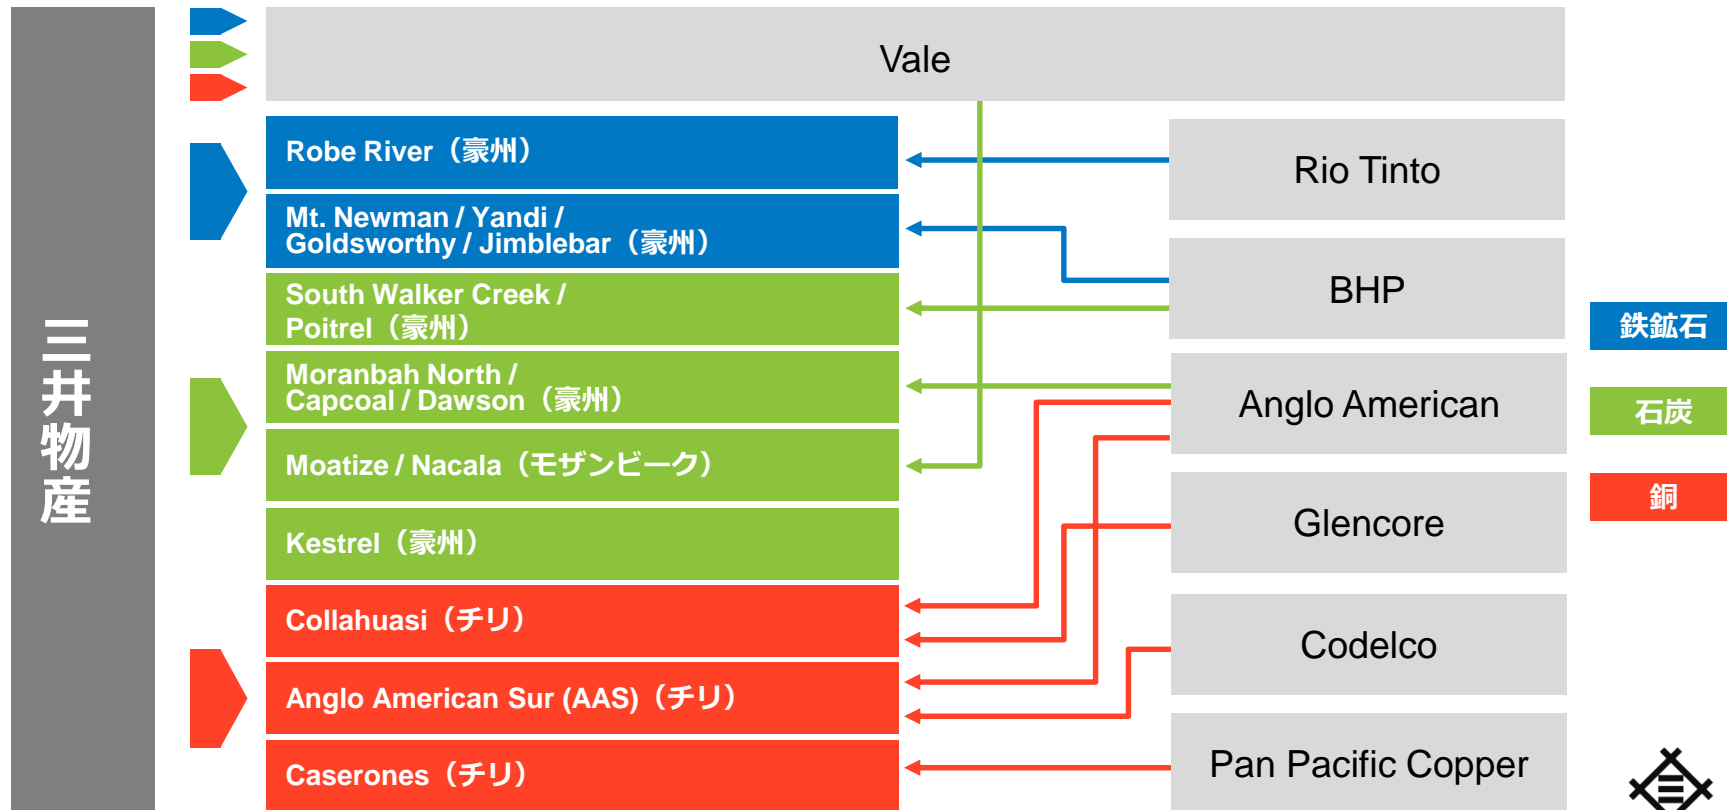 三井物産
Vale
Robe River（豪州）
Mt. Newman / Yandi /
Goldsworthy / Jimblebar（豪州）
South Walker Creek /
Poitrel（豪州）
Moranbah North /
Capcoal / Dawson（豪州）
Moatize / Nacala（モザンビーク）
Kestrel（豪州）
Collahuasi（チリ）
Anglo American Sur (AAS)（チリ）
Caserones（チリ）
Rio Tinto
BHP
Anglo American
Glencore
Codelco
Pan Pacific Copper
鉄鉱石
石炭
銅